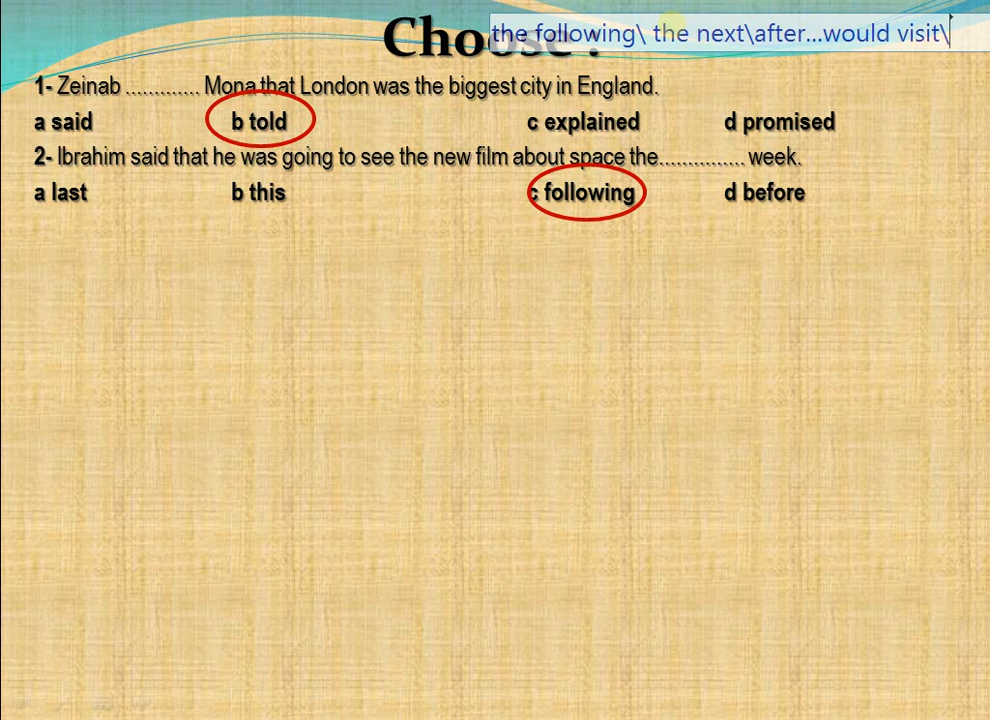 the following\ the next\after...would visit\
Choose :
1- Zeinab ............. Mona that London was the biggest city in England.
a said b told c explained d promised
2- Ibrahim said that he was going to see the new film about space the............... week.
a last b this c following d before